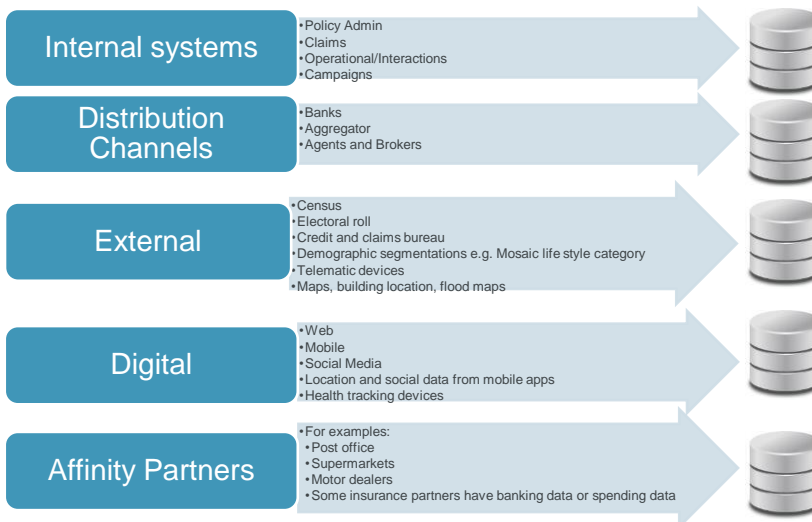 Internal systems
•Policy Admin
•Claims
•Operational/Interactions
•Campaigns
Distribution
Channels
•Banks
•Aggregator
•Agents and Brokers
External
•Census
•Electoral roll
•Credit and claims bureau
•Demographic segmentations e.g. Mosaic life style category
•Telematic devices
•Maps, building location, flood maps
Digital
•Web
•Mobile
•Social Media
•Location and social data from mobile apps
•Health tracking devices
Affinity Partners
•For examples:
•Post office
•Supermarkets
•Motor dealers
•Some insurance partners have banking data or spending data